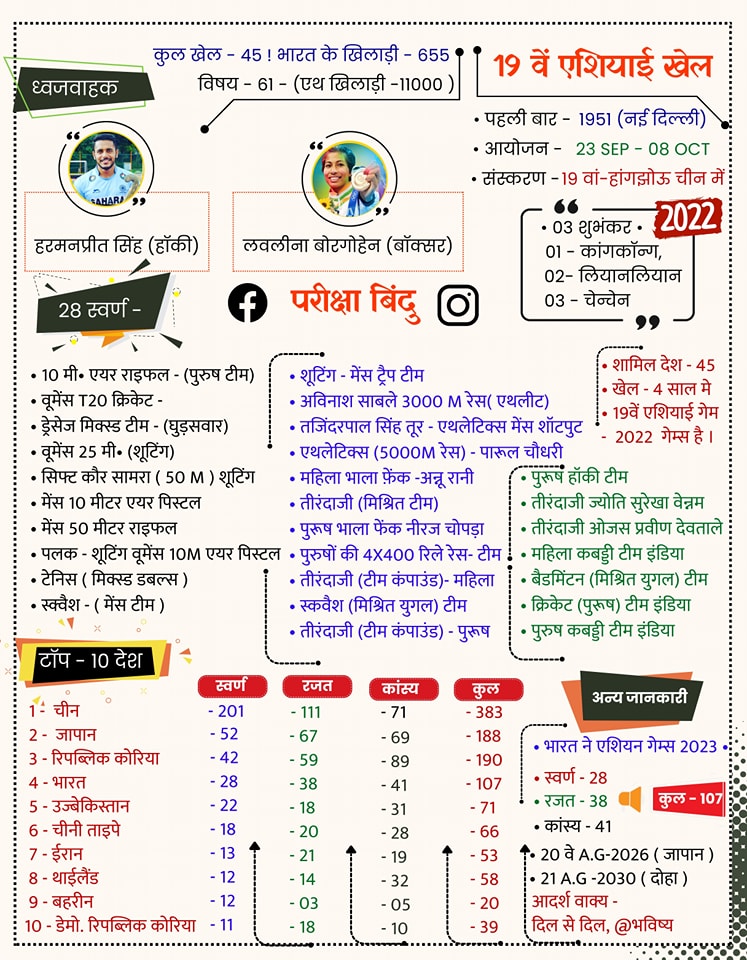 कुल खेल - 45 ! भारत के खिलाड़ी - 655
विषय - 61 - (एथ खिलाड़ी -11000 )
ध्वजवाहक
19 वें एशियाई खेल
• पहली बार - 1951 (नई दिल्ली)
• आयोजन - 23 SEP - 08 OCT
• संस्करण -19 वां-हांगझोऊ चीन में
SAHARA
हरमनप्रीत सिंह (हॉकी)
लवलीना बोरगोहेन (बॉक्सर)
2022
• 03 शुभंकर •
01 - कांगकॉन्ग,
02- लियानलियान
03 - चेन्चेन
28 स्वर्ण -
परीक्षा बिंदु
• शामिल देश - 45
• खेल - 4 साल मे
• 19वें एशियाई गेम
- 2022 गेम्स है ।
• 10 मी• एयर राइफल - (पुरुष टीम)
• वूमेंस T20 क्रिकेट -
• ड्रेसेज मिक्स्ड टीम - (घुड़सवार)
• वूमेंस 25 मी• (शूटिंग)
• सिफ्ट कौर सामरा ( 50 M ) शूटिंग
• मेंस 10 मीटर एयर पिस्टल
• मेंस 50 मीटर राइफल
• पलक - शूटिंग वूमेंस 10M एयर पिस्टल
• टेनिस ( मिक्स्ड डबल्स )
• स्क्वैश - ( मेंस टीम )
• शूटिंग - मेंस ट्रैप टीम
• अविनाश साबले 3000 M रेस( एथलीट)
• तजिंदरपाल सिंह तूर - एथलेटिक्स मेंस शॉटपुट
• एथलेटिक्स (5000M रेस) - पारूल चौधरी
• महिला भाला फ़ेंक -अन्नू रानी
• तीरंदाजी (मिश्रित टीम)
• पुरूष भाला फेंक नीरज चोपड़ा
• पुरुषों की 4X400 रिले रेस- टीम
• तीरंदाजी (टीम कंपाउंड)- महिला
• स्कवैश (मिश्रित युगल) टीम
• तीरंदाजी (टीम कंपाउंड) - पुरूष
• पुरूष हॉकी टीम
• तीरंदाजी ज्योति सुरेखा वेन्नम
• तीरंदाजी ओजस प्रवीण देवताले
• महिला कबड्डी टीम इंडिया
• बैडमिंटन (मिश्रित युगल) टीम
• क्रिकेट (पुरूष) टीम इंडिया
• पुरुष कबड्डी टीम इंडिया
टॉप - 10 देश
स्वर्ण रजत कांस्य कुल
1 - चीन - 201 - 111 - 71 - 383
2 - जापान - 52 - 67 - 69 - 188
3 - रिपब्लिक कोरिया - 42 - 59 - 89 - 190
4 - भारत - 28 - 38 - 41 - 107
5 - उज्बेकिस्तान - 22 - 18 - 31 - 71
6 - चीनी ताइपे - 18 - 20 - 28 - 66
7 - ईरान - 13 - 21 - 19 - 53
8 - थाईलैंड - 12 - 14 - 32 - 58
9 - बहरीन - 12 - 03 - 05 - 20
10 - डेमो. रिपब्लिक कोरिया - 11 - 18 - 10 - 39
अन्य जानकारी
• भारत ने एशियन गेम्स 2023 •
• स्वर्ण - 28
• रजत - 38
कुल - 107
• कांस्य - 41
• 20 वे A.G-2026 ( जापान )
• 21 A.G -2030 ( दोहा )
आदर्श वाक्य -
दिल से दिल, @भविष्य